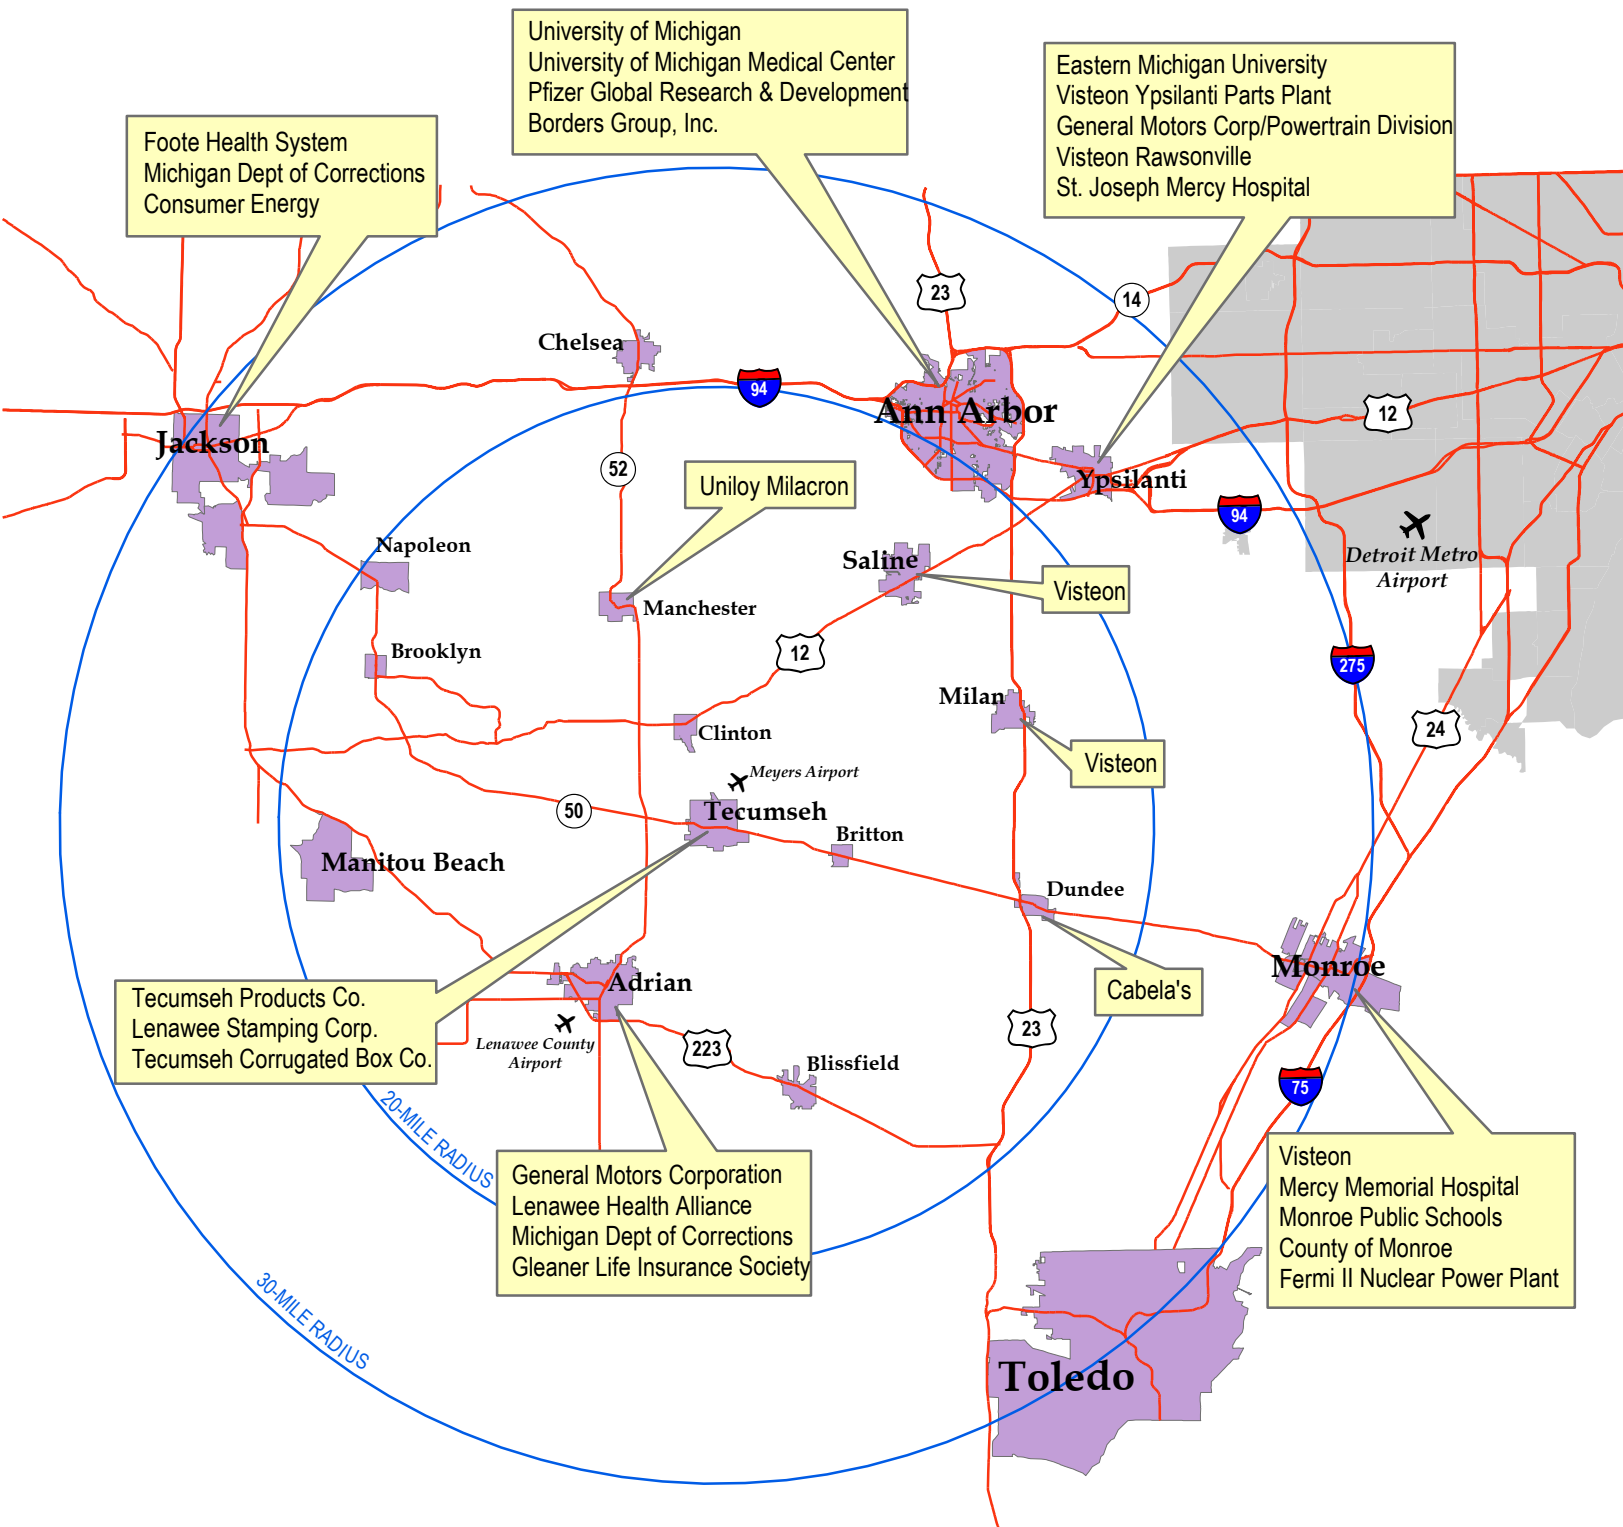 University of Michigan
University of Michigan Medical Center
Pfizer Global Research & Development
Borders Group, Inc.
Eastern Michigan University
Visteon Ypsilanti Parts Plant
General Motors Corp/Powertrain Division
Visteon Rawsonville
St. Joseph Mercy Hospital
Foote Health System
Michigan Dept of Corrections
Consumer Energy
23
14
Chelsea
94
Ann Arbor
12
Jackson
52
Ypsilanti
Uniloy Milacron
94
Detroit Metro
Airport
Napoleon
Saline
Visteon
Manchester
Brooklyn
12
275
Milan
24
Clinton
Visteon
Meyers Airport
50
Tecumseh
Britton
Manitou Beach
Dundee
Monroe
Adrian
Cabela's
Tecumseh Products Co.
Lenawee Stamping Corp.
Tecumseh Corrugated Box Co.
Lenawee County
Airport
223
23
Blissfield
75
20-MILE RADIUS
General Motors Corporation
Lenawee Health Alliance
Michigan Dept of Corrections
Gleaner Life Insurance Society
Visteon
Mercy Memorial Hospital
Monroe Public Schools
County of Monroe
Fermi II Nuclear Power Plant
30-MILE RADIUS
Toledo